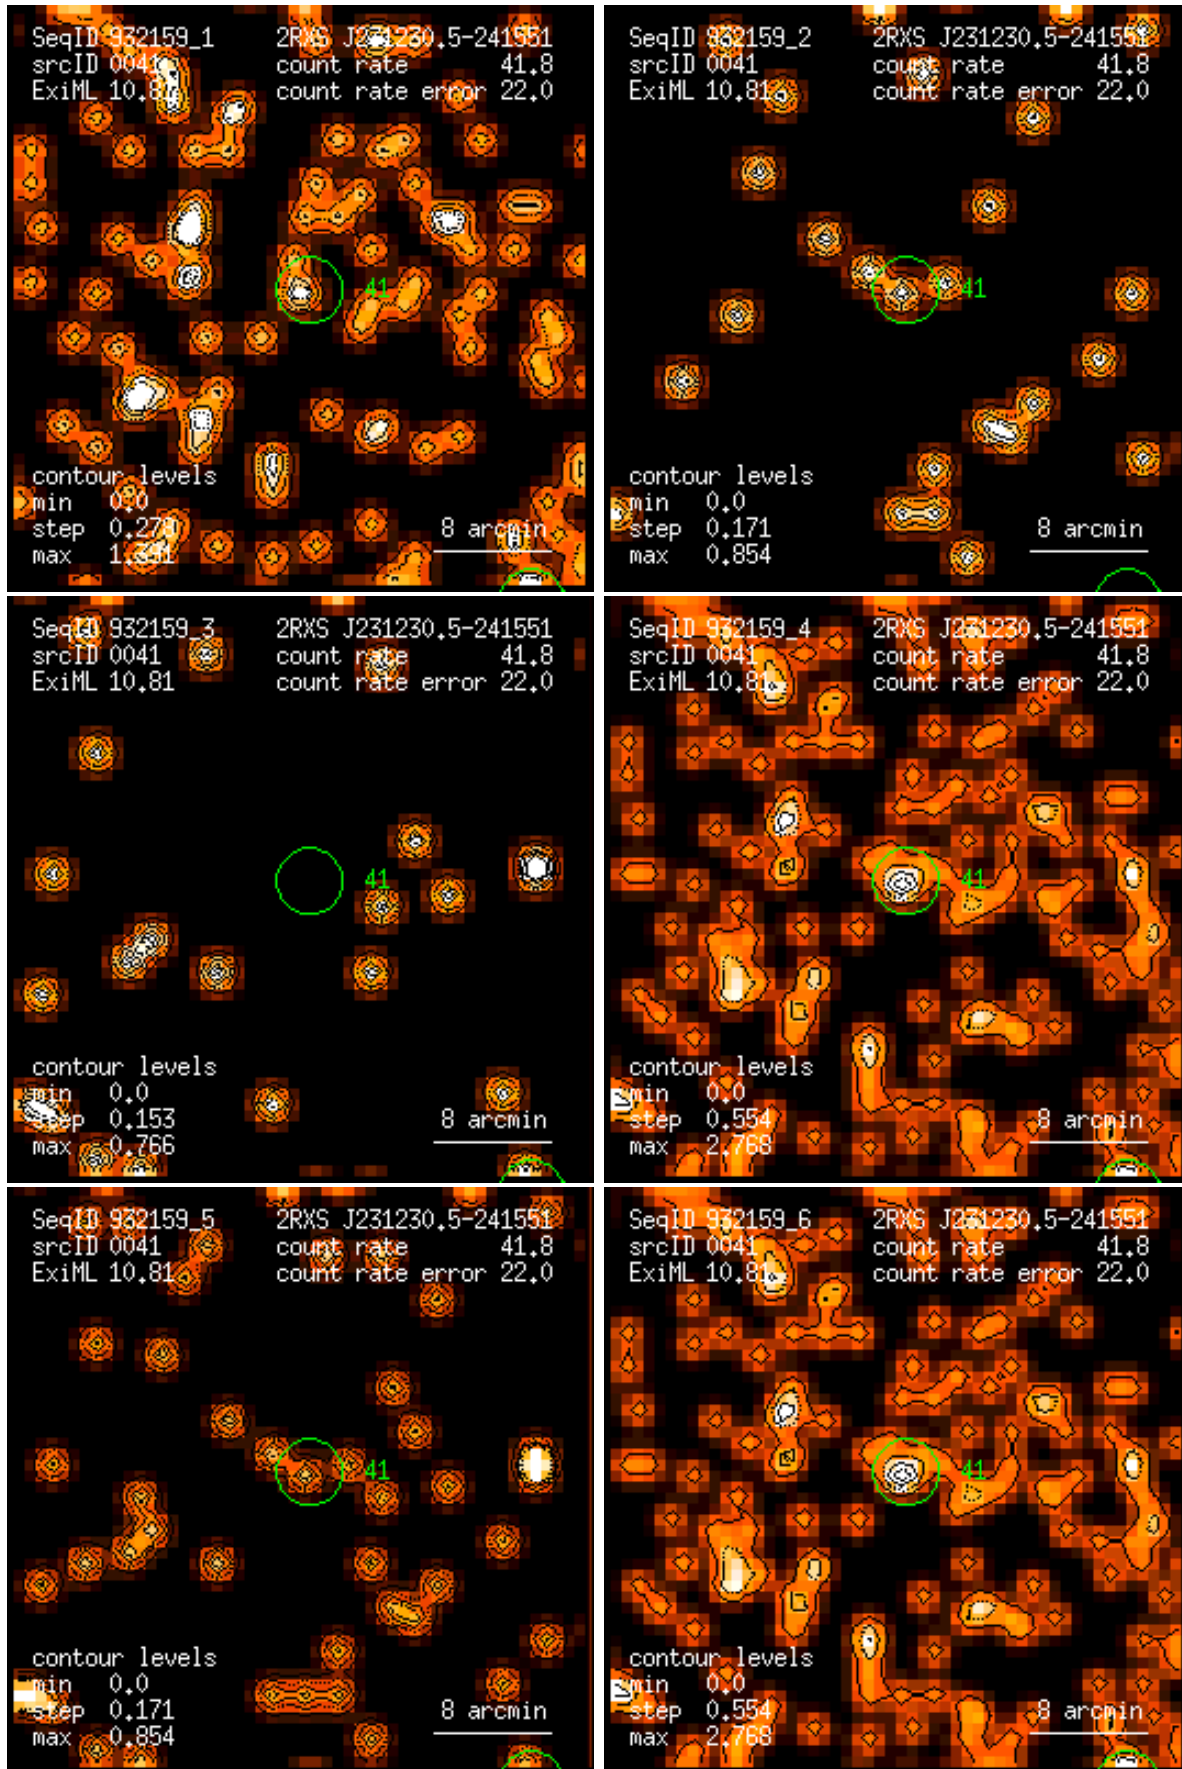 SeqID 932159_1 2RXS J231230.5-241551
srcID 0041 count rate 41.8
ExiML 10.81 count rate error 22.0
41
contour levels
min 0.0
step 0.278 8 arcmin
max 1.391
SeqID 932159_2 2RXS J231230.5-241551
srcID 0041 count rate 41.8
ExiML 10.81 count rate error 22.0
41
contour levels
min 0.0
step 0.171 8 arcmin
max 0.854
SeqID 932159_3 2RXS J231230.5-241551
srcID 0041 count rate 41.8
ExiML 10.81 count rate error 22.0
41
contour levels
min 0.0
step 0.153 8 arcmin
max 0.766
SeqID 932159_4 2RXS J231230.5-241551
srcID 0041 count rate 41.8
ExiML 10.81 count rate error 22.0
41
contour levels
min 0.0
step 0.554 8 arcmin
max 2.768
SeqID 932159_5 2RXS J231230.5-241551
srcID 0041 count rate 41.8
ExiML 10.81 count rate error 22.0
41
contour levels
min 0.0
step 0.171 8 arcmin
max 0.854
SeqID 932159_6 2RXS J231230.5-241551
srcID 0041 count rate 41.8
ExiML 10.81 count rate error 22.0
41
contour levels
min 0.0
step 0.554 8 arcmin
max 2.768